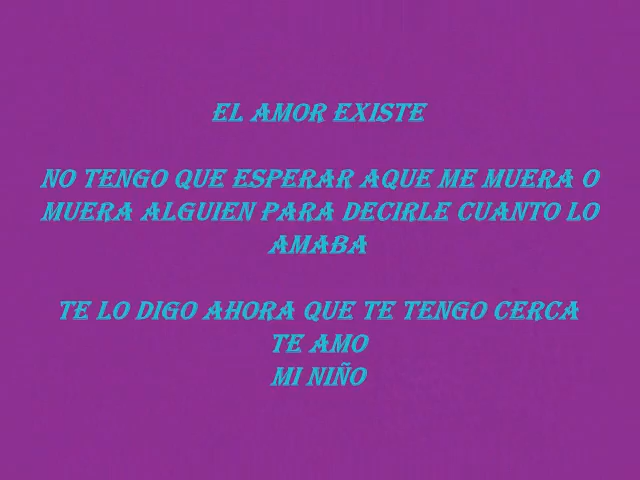 EL AMOR EXISTE
NO TENGO QUE ESPERAR AQUE ME MUERA O
MUERA ALGUIEN PARA DECIRLE CUANTO LO
AMABA
TE LO DIGO AHORA QUE TE TENGO CERCA
TE AMO
MI NIÑO